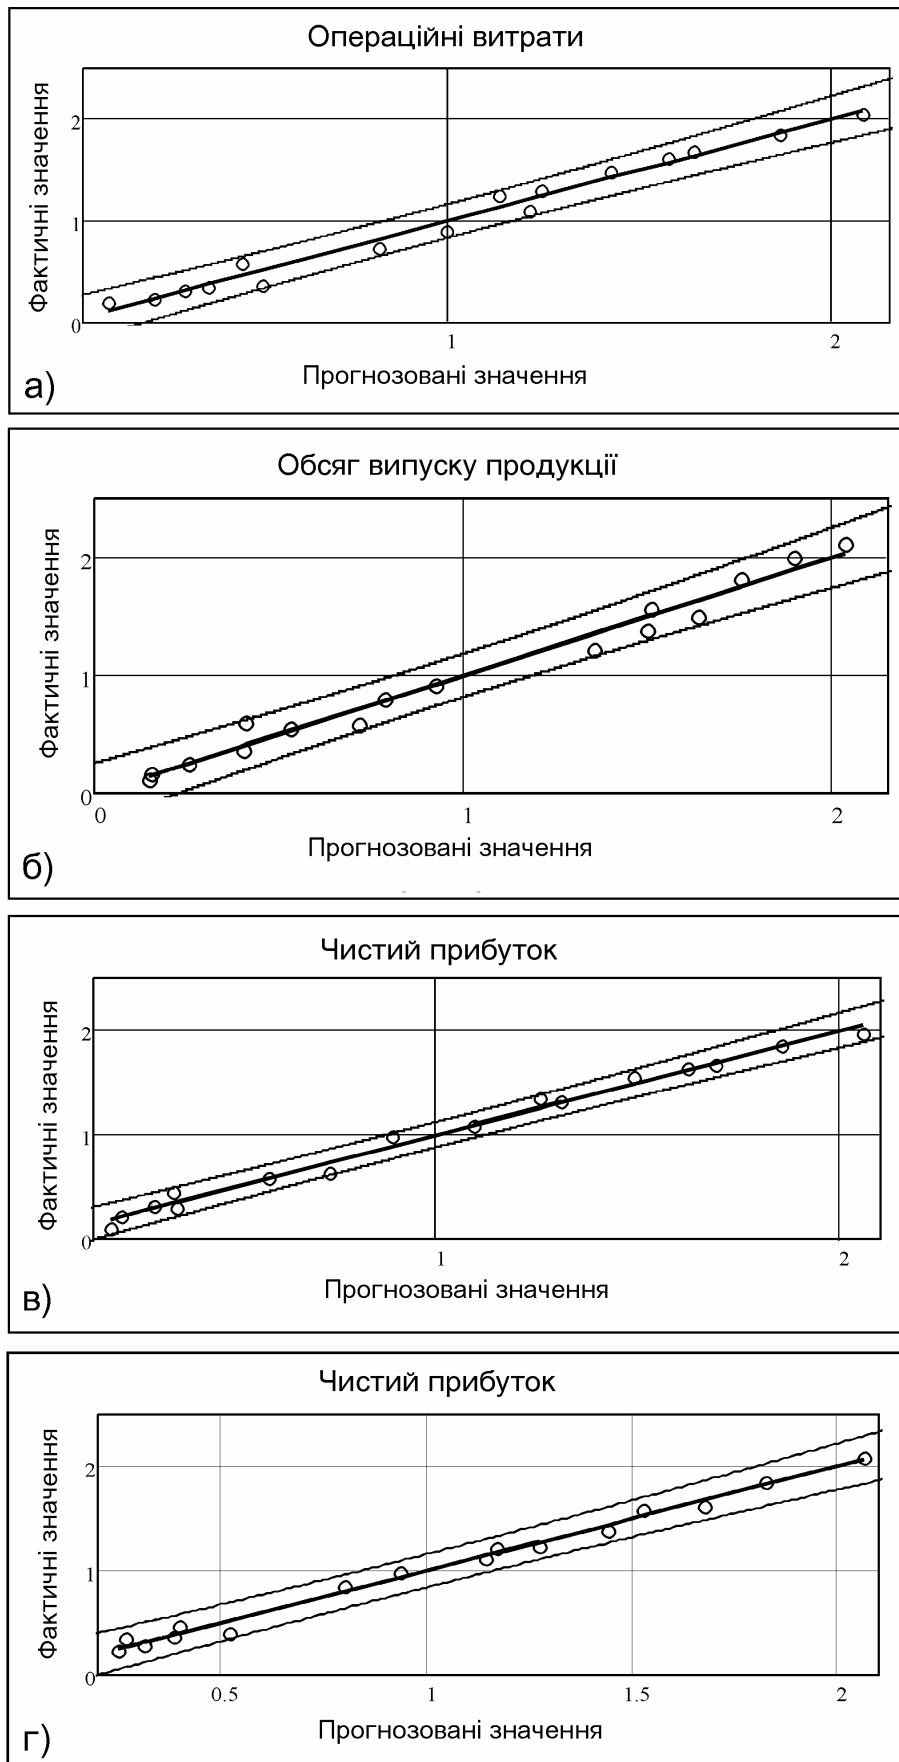 Операційні витрати
Фактичні значення
2
1
0
1
2
Прогнозовані значення
а)
Обсяг випуску продукції
Фактичні значення
2
1
0
0
1
2
Прогнозовані значення
б)
Чистий прибуток
Фактичні значення
2
1
0
1
2
Прогнозовані значення
в)
Чистий прибуток
Фактичні значення
2
1
0
0.5
1
1.5
2
Прогнозовані значення
г)